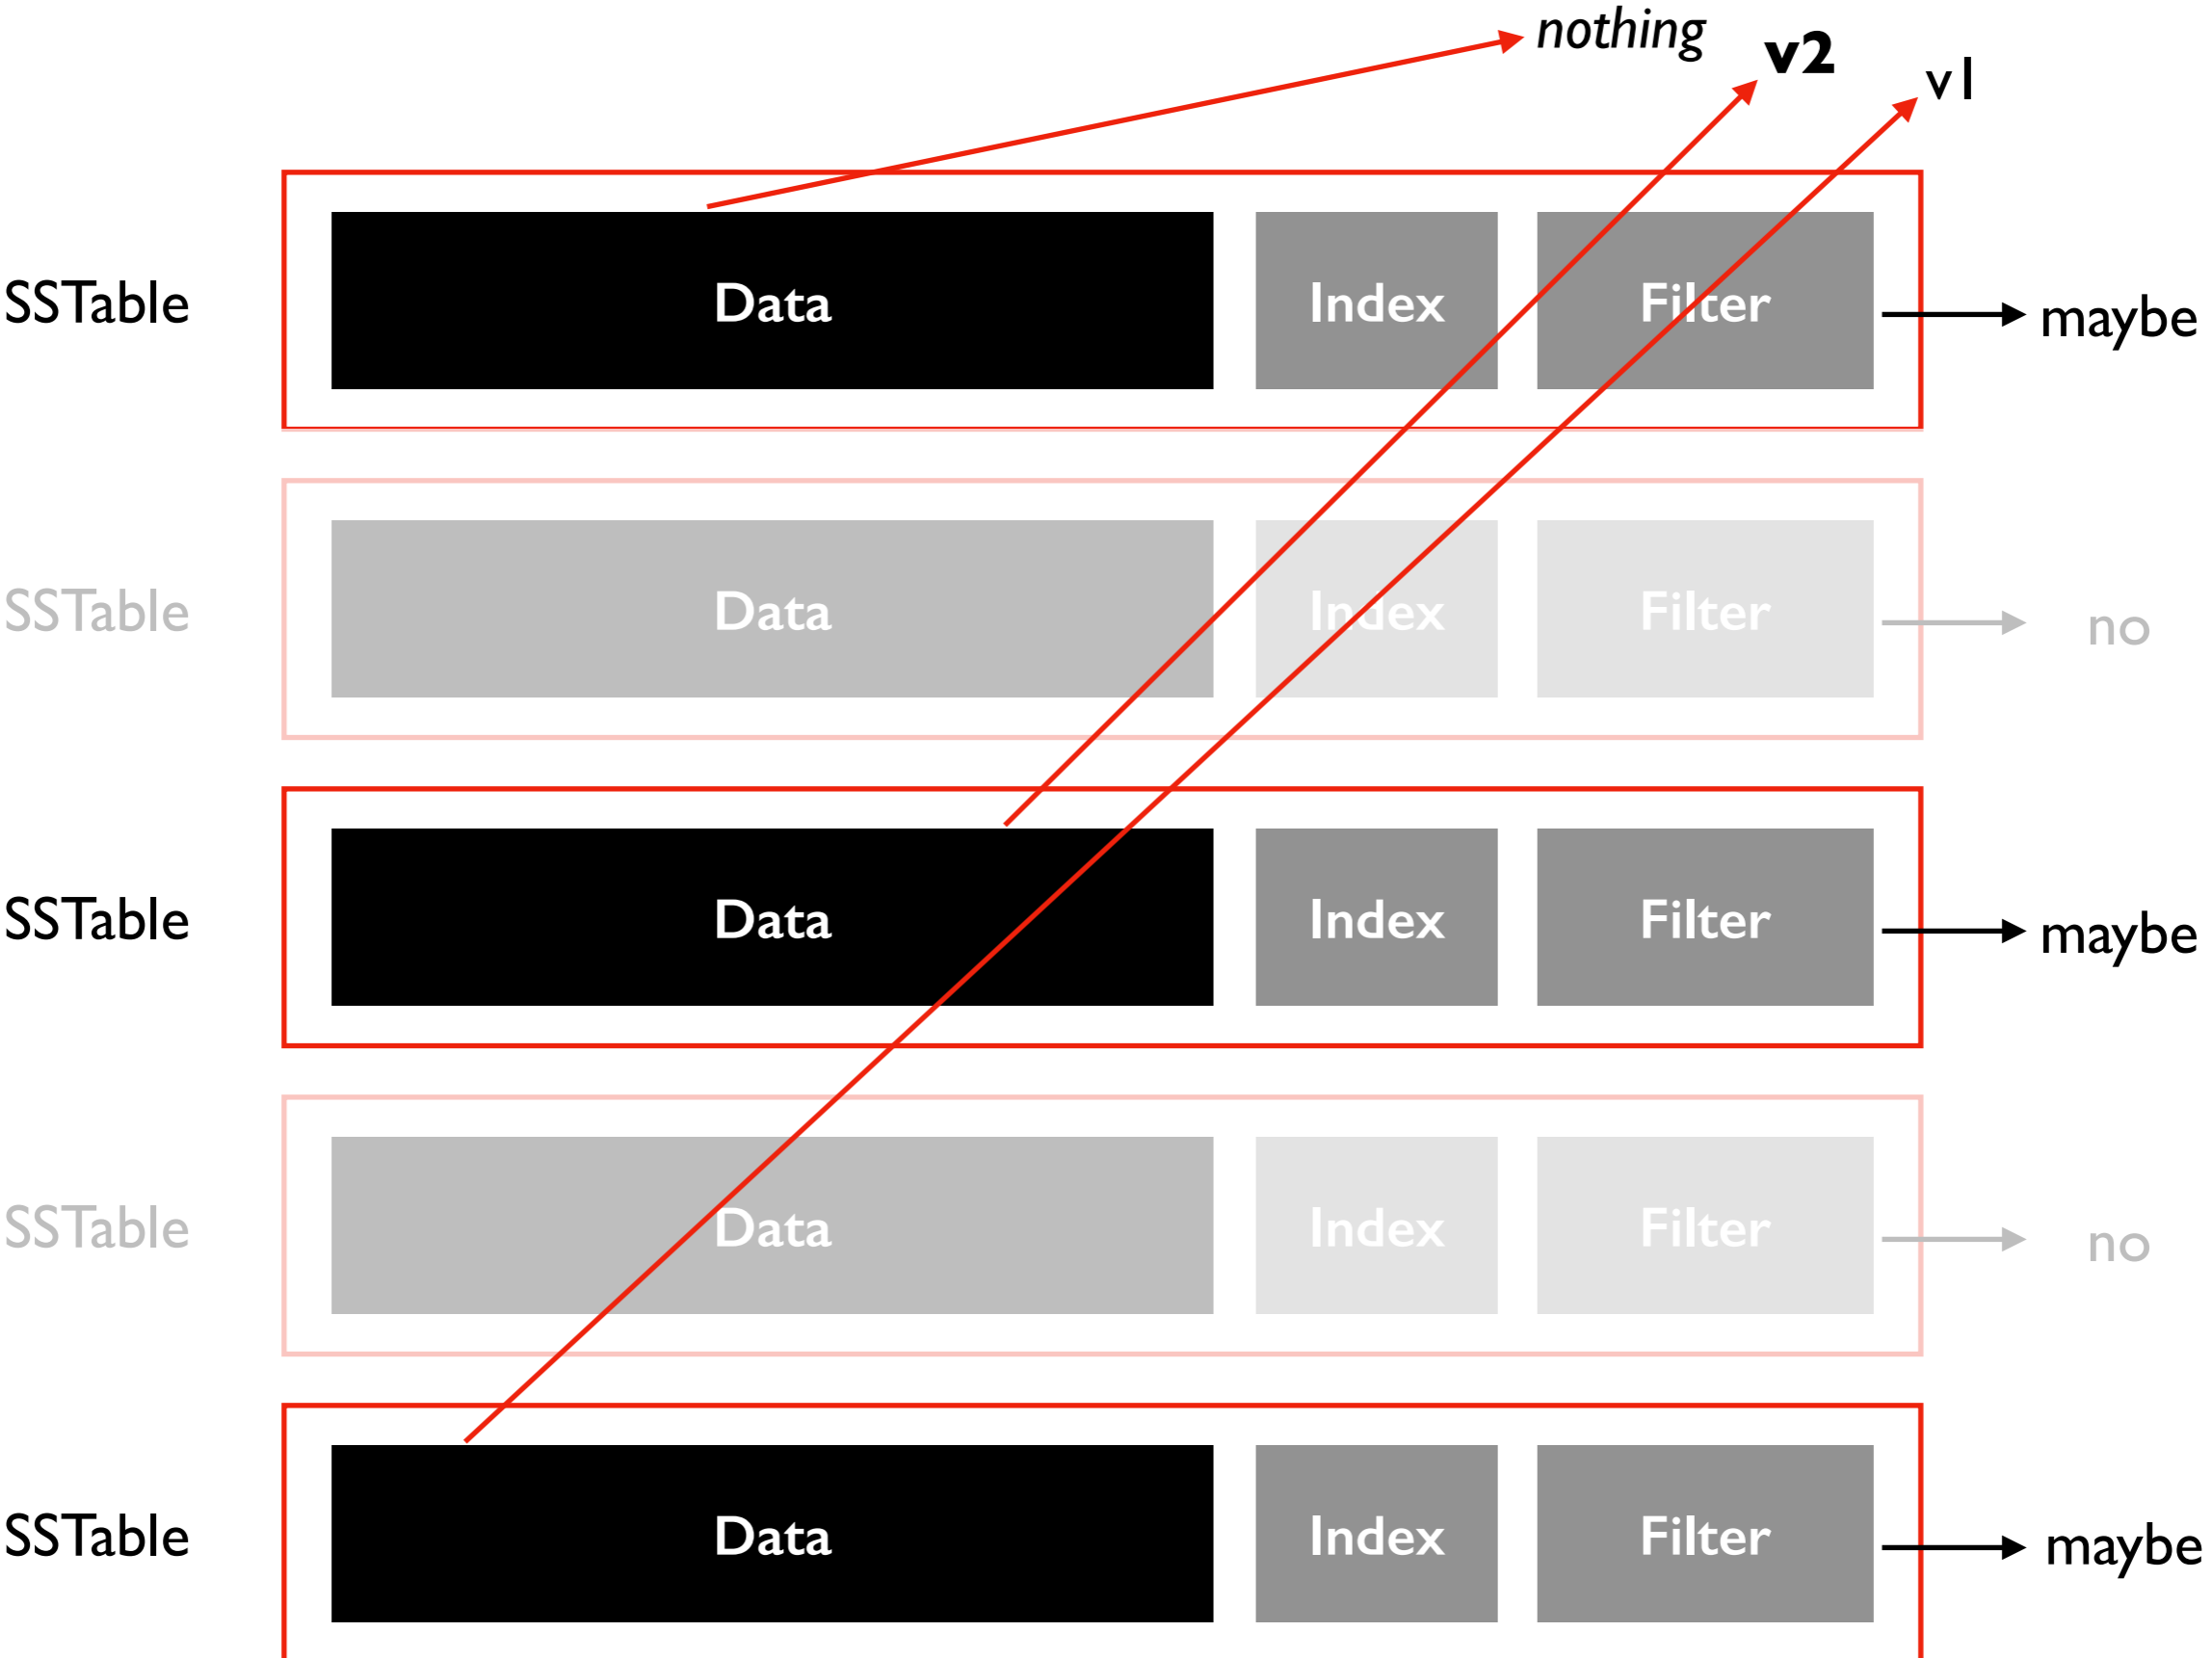 nothing
v2
v1
SSTable Data Index Filter maybe
SSTable Data Index Filter no
SSTable Data Index Filter maybe
SSTable Data Index Filter no
SSTable Data Index Filter maybe